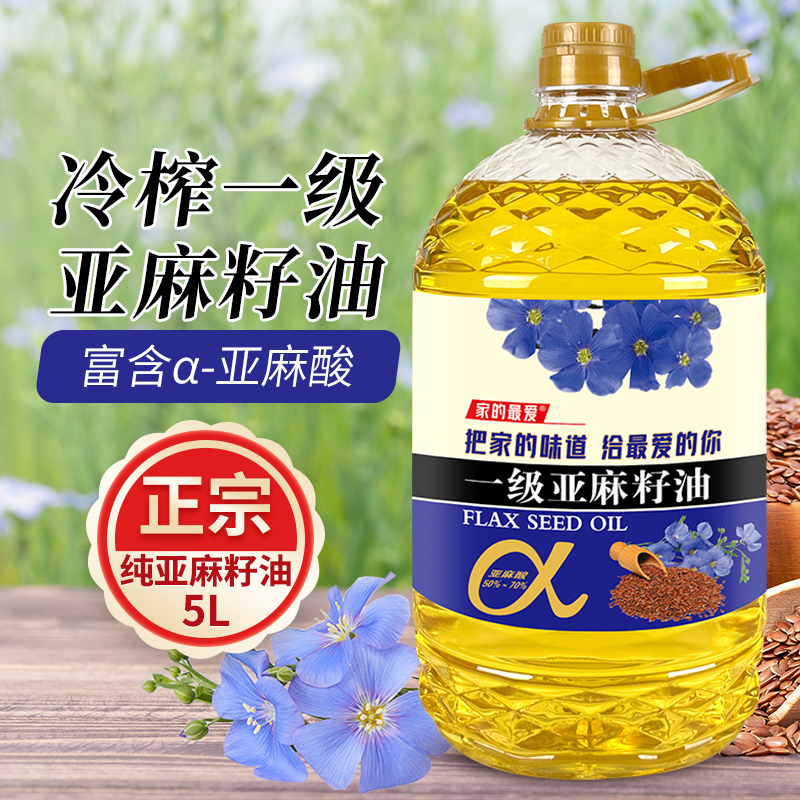 冷榨一级
亚麻籽油
富含α-亚麻酸
正宗
纯亚麻籽油
5L
家的最爱®
把家的味道 给最爱的你
一级亚麻籽油
FLAX SEED OIL
α
亚麻酸
50%~70%